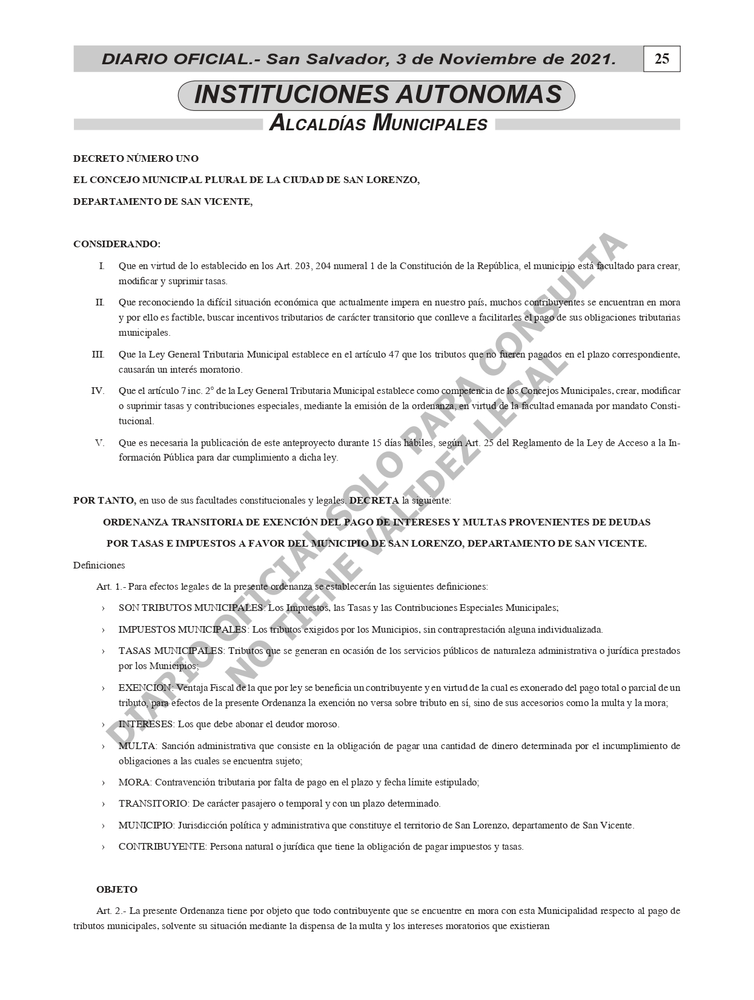 DIARIO OFICIAL.- San Salvador, 3 de Noviembre de 2021.
25
INSTITUCIONES AUTONOMAS
ALCALDÍAS MUNICIPALES
DECRETO NÚMERO UNO
EL CONCEJO MUNICIPAL PLURAL DE LA CIUDAD DE SAN LORENZO,
DEPARTAMENTO DE SAN VICENTE,
CONSIDERANDO:
I. Que en virtud de lo establecido en los Art. 203, 204 numeral 1 de la Constitución de la República, el municipio está facultado para crear,
modificar y suprimir tasas.
II. Que reconociendo la difícil situación económica que actualmente impera en nuestro país, muchos contribuyentes se encuentran en mora
y por ello es factible, buscar incentivos tributarios de carácter transitorio que conlleve a facilitarles el pago de sus obligaciones tributarias
municipales.
III. Que la Ley General Tributaria Municipal establece en el artículo 47 que los tributos que no fueren pagados en el plazo correspondiente,
causarán un interés moratorio.
IV. Que el artículo 7 inc. 2° de la Ley General Tributaria Municipal establece como competencia de los Concejos Municipales, crear, modificar
o suprimir tasas y contribuciones especiales, mediante la emisión de la ordenanza, en virtud de la facultad emanada por mandato Consti-
tucional.
V. Que es necesaria la publicación de este anteproyecto durante 15 días hábiles, según Art. 25 del Reglamento de la Ley de Acceso a la In-
formación Pública para dar cumplimiento a dicha ley.
POR TANTO, en uso de sus facultades constitucionales y legales. DECRETA la siguiente:
ORDENANZA TRANSITORIA DE EXENCIÓN DEL PAGO DE INTERESES Y MULTAS PROVENIENTES DE DEUDAS
POR TASAS E IMPUESTOS A FAVOR DEL MUNICIPIO DE SAN LORENZO, DEPARTAMENTO DE SAN VICENTE.
Definiciones
Art. 1.- Para efectos legales de la presente ordenanza se establecerán las siguientes definiciones:
› SON TRIBUTOS MUNICIPALES: Los Impuestos, las Tasas y las Contribuciones Especiales Municipales;
› IMPUESTOS MUNICIPALES: Los tributos exigidos por los Municipios, sin contraprestación alguna individualizada.
› TASAS MUNICIPALES: Tributos que se generan en ocasión de los servicios públicos de naturaleza administrativa o jurídica prestados
por los Municipios;
› EXENCION: Ventaja Fiscal de la que por ley se beneficia un contribuyente y en virtud de la cual es exonerado del pago total o parcial de un
tributo, para efectos de la presente Ordenanza la exención no versa sobre tributo en sí, sino de sus accesorios como la multa y la mora;
› INTERESES: Los que debe abonar el deudor moroso.
› MULTA: Sanción administrativa que consiste en la obligación de pagar una cantidad de dinero determinada por el incumplimiento de
obligaciones a las cuales se encuentra sujeto;
› MORA: Contravención tributaria por falta de pago en el plazo y fecha límite estipulado;
› TRANSITORIO: De carácter pasajero o temporal y con un plazo determinado.
› MUNICIPIO: Jurisdicción política y administrativa que constituye el territorio de San Lorenzo, departamento de San Vicente.
› CONTRIBUYENTE: Persona natural o jurídica que tiene la obligación de pagar impuestos y tasas.
OBJETO
Art. 2.- La presente Ordenanza tiene por objeto que todo contribuyente que se encuentre en mora con esta Municipalidad respecto al pago de
tributos municipales, solvente su situación mediante la dispensa de la multa y los intereses moratorios que existieran
DIARIO OFICIAL SOLO PARA CONSULTA
NO TIENE VALIDEZ LEGAL